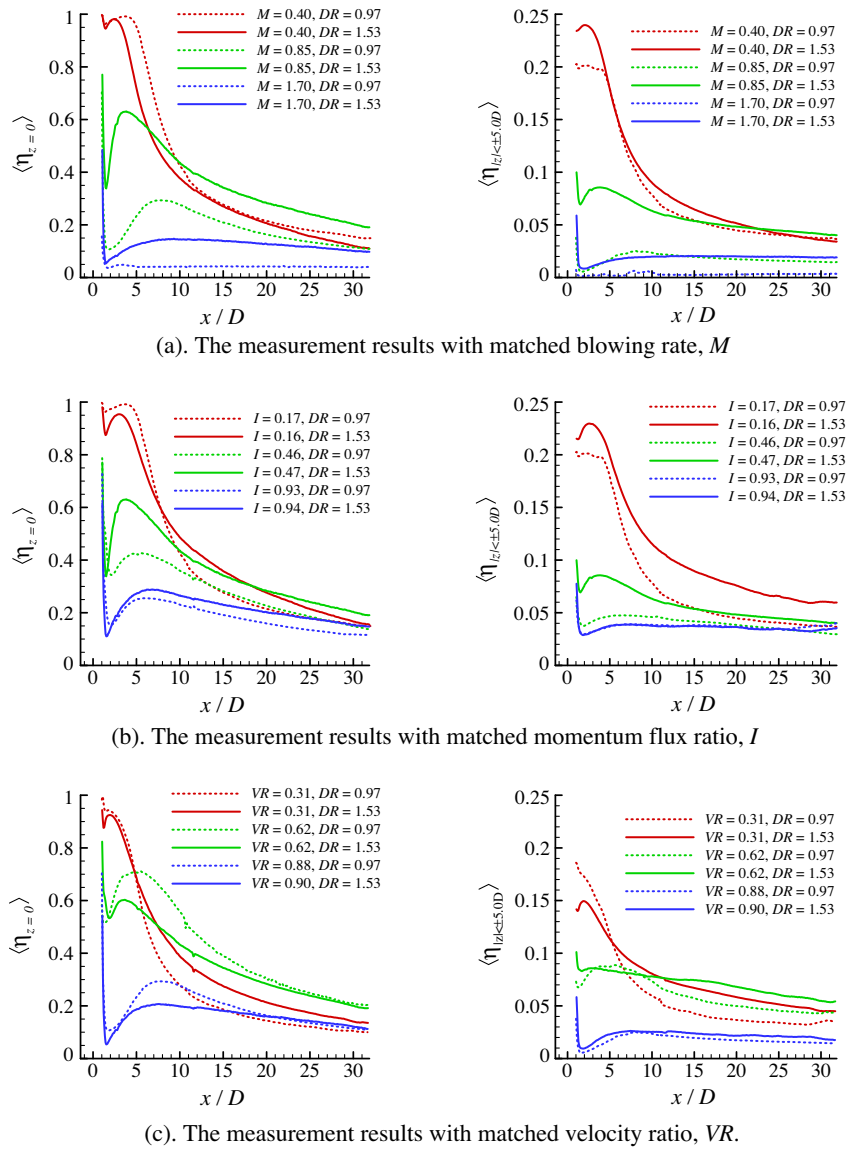 M = 0.40, DR = 0.97
M = 0.40, DR = 1.53
M = 0.85, DR = 0.97
M = 0.85, DR = 1.53
M = 1.70, DR = 0.97
M = 1.70, DR = 1.53
1
0.8
0.6
0.4
0.2
0
⟨η z = 0⟩
0 5 10 15 20 25 30
x / D
M = 0.40, DR = 0.97
M = 0.40, DR = 1.53
M = 0.85, DR = 0.97
M = 0.85, DR = 1.53
M = 1.70, DR = 0.97
M = 1.70, DR = 1.53
0.25
0.2
0.15
0.1
0.05
0
⟨η |z|<±5.0D⟩
0 5 10 15 20 25 30
x / D
(a). The measurement results with matched blowing rate, M
I = 0.17, DR = 0.97
I = 0.16, DR = 1.53
I = 0.46, DR = 0.97
I = 0.47, DR = 1.53
I = 0.93, DR = 0.97
I = 0.94, DR = 1.53
1
0.8
0.6
0.4
0.2
0
⟨η z = 0⟩
0 5 10 15 20 25 30
x / D
I = 0.17, DR = 0.97
I = 0.16, DR = 1.53
I = 0.46, DR = 0.97
I = 0.47, DR = 1.53
I = 0.93, DR = 0.97
I = 0.94, DR = 1.53
0.25
0.2
0.15
0.1
0.05
0
⟨η |z|<±5.0D⟩
0 5 10 15 20 25 30
x / D
(b). The measurement results with matched momentum flux ratio, I
VR = 0.31, DR = 0.97
VR = 0.31, DR = 1.53
VR = 0.62, DR = 0.97
VR = 0.62, DR = 1.53
VR = 0.88, DR = 0.97
VR = 0.90, DR = 1.53
1
0.8
0.6
0.4
0.2
0
⟨η z = 0⟩
0 5 10 15 20 25 30
x / D
VR = 0.31, DR = 0.97
VR = 0.31, DR = 1.53
VR = 0.62, DR = 0.97
VR = 0.62, DR = 1.53
VR = 0.88, DR = 0.97
VR = 0.90, DR = 1.53
0.25
0.2
0.15
0.1
0.05
0
⟨η |z|<±5.0D⟩
0 5 10 15 20 25 30
x / D
(c). The measurement results with matched velocity ratio, VR.